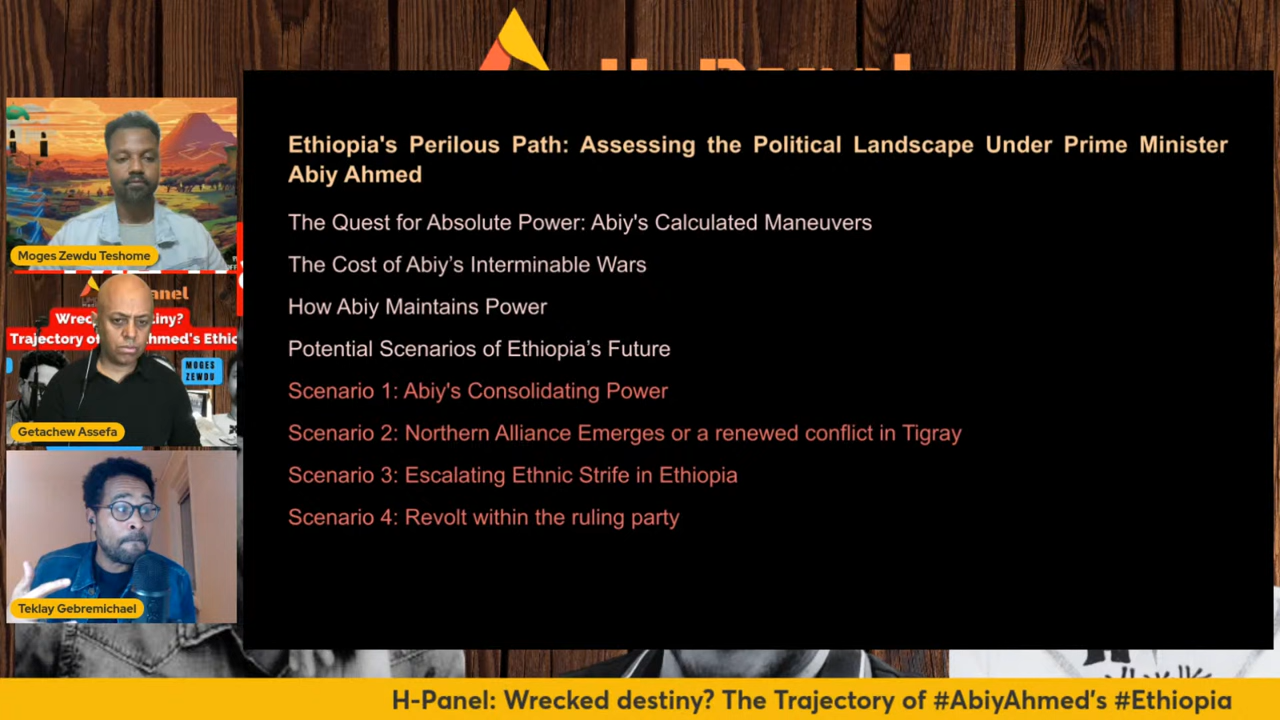 Ethiopia's Perilous Path: Assessing the Political Landscape Under Prime Minister
Abiy Ahmed
The Quest for Absolute Power: Abiy's Calculated Maneuvers
The Cost of Abiy’s Interminable Wars
How Abiy Maintains Power
Potential Scenarios of Ethiopia’s Future
Scenario 1: Abiy's Consolidating Power
Scenario 2: Northern Alliance Emerges or a renewed conflict in Tigray
Scenario 3: Escalating Ethnic Strife in Ethiopia
Scenario 4: Revolt within the ruling party
Moges Zewdu Teshome
MOGES
ZEWDU
Getachew Assefa
Teklay Gebremichael
H-Panel: Wrecked destiny? The Trajectory of #AbiyAhmed's #Ethiopia